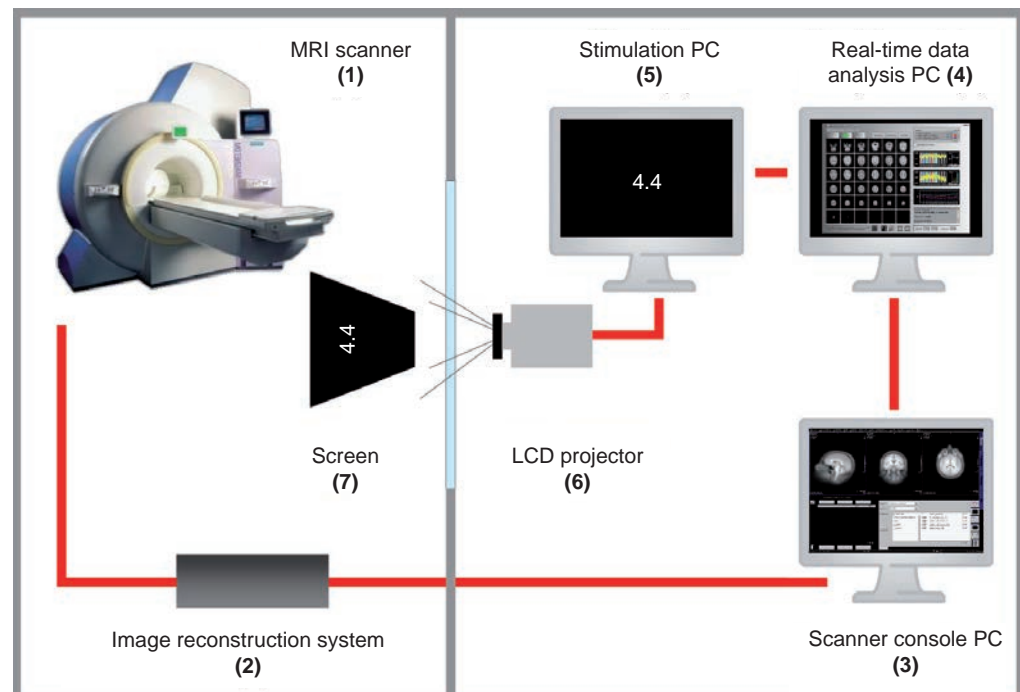 MRI scanner
(1)
Stimulation PC
(5)
Real-time data
analysis PC (4)
4.4
4.4
Screen
(7)
LCD projector
(6)
Image reconstruction system
(2)
Scanner console PC
(3)